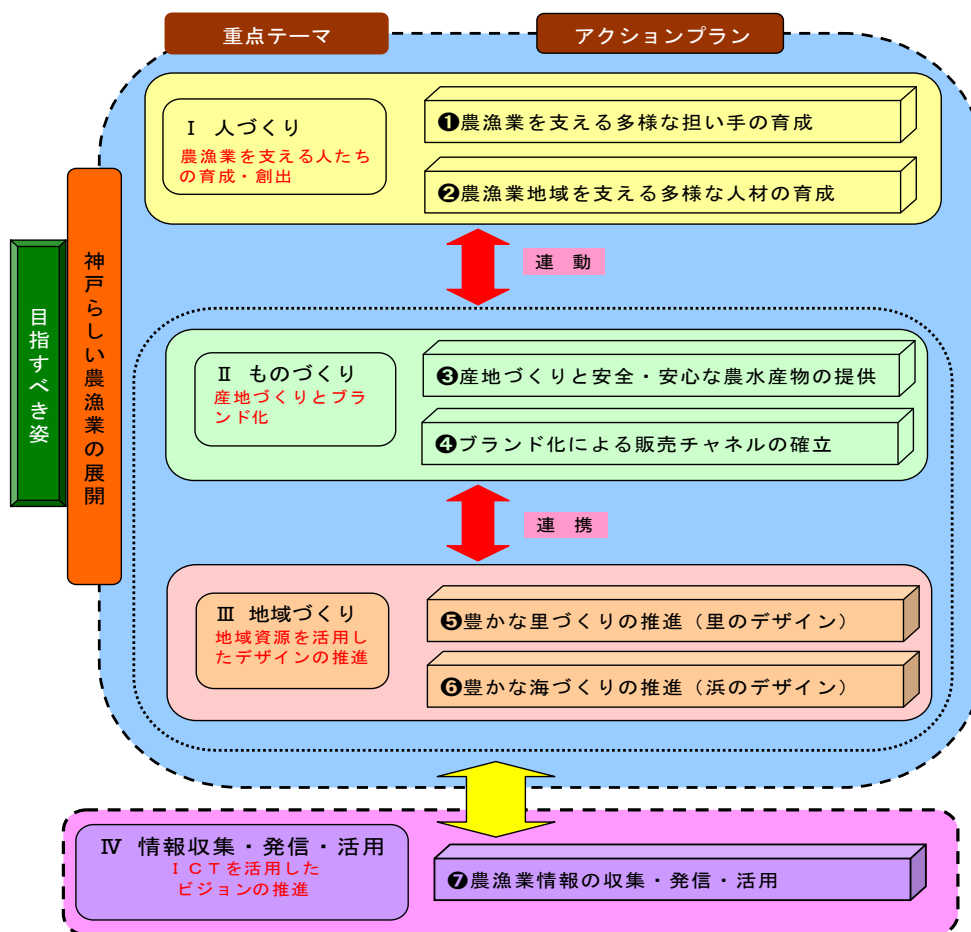 重点テーマ
アクションプラン
目指すべき姿
神戸らしい農漁業の展開
Ⅰ 人づくり
農漁業を支える人たち
の育成・創出
❶農漁業を支える多様な担い手の育成
❷農漁業地域を支える多様な人材の育成
連 動
Ⅱ ものづくり
産地づくりとブラ
ンド化
❸産地づくりと安全・安心な農水産物の提供
❹ブランド化による販売チャネルの確立
連 携
Ⅲ 地域づくり
地域資源を活用し
たデザインの推進
❺豊かな里づくりの推進（里のデザイン）
❻豊かな海づくりの推進（浜のデザイン）
Ⅳ 情報収集・発信・活用
ＩＣＴを活用した
ビジョンの推進
❼農漁業情報の収集・発信・活用